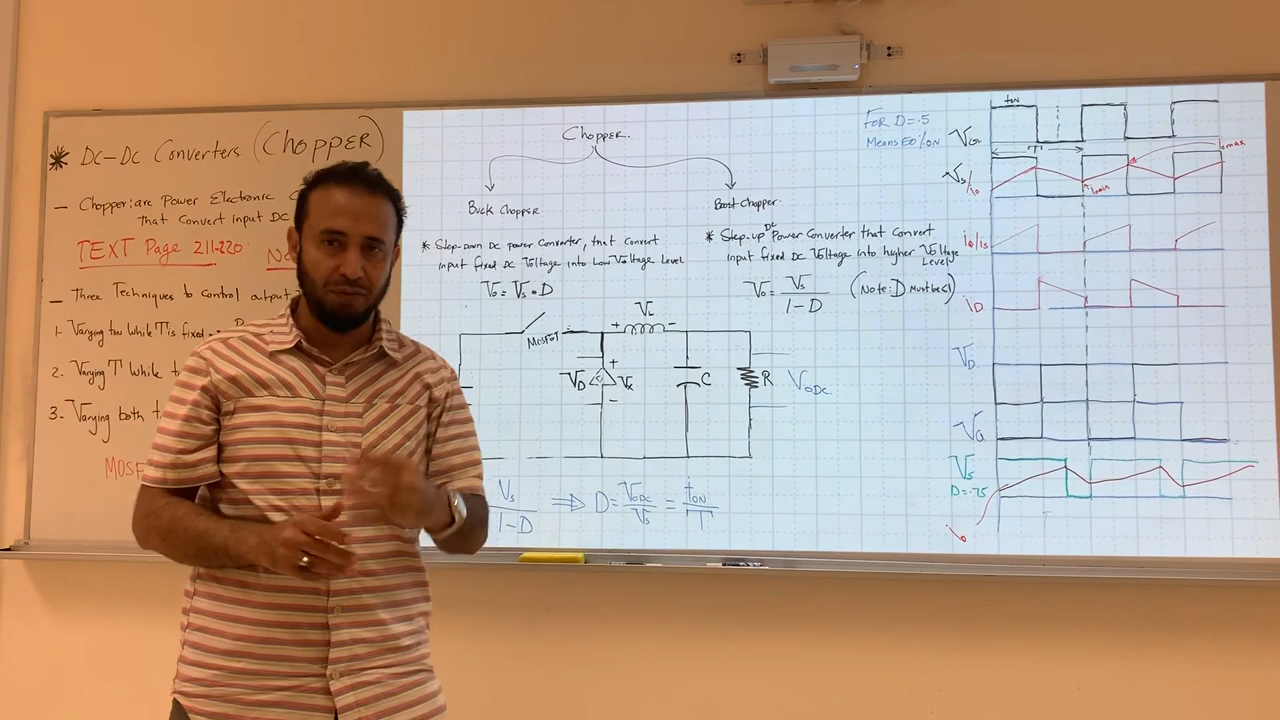 * DC-DC Converters. (CHOPPER)
— Chopper: are Power Electronic
that convert input DC
TEXT Page 211-220
— Three Techniques to control output
1- Varying ton While T is fixed
2. Varying T While
3- Varying both
Chopper.
Buck Chopper
* Step-down DC power Converter, that convert
input fixed DC Voltage into Low Voltage Level
Vo = Vs • D
Boost Chopper
* Step-up DC Power Converter that Convert
input fixed DC Voltage into higher Voltage
Level
Vo = Vs / 1-D (Note: D must be <1)
MOSFET
+ VL -
VD
+
-
C
R
VoDC
Vs / 1-D ⟹ D = VoDC / Vs = tON / T
FOR D=.5
Means 50% ON
tON
T
VG
Vs/io
iomax
iomin
iD
VD
VG
Vs
D=.75
io